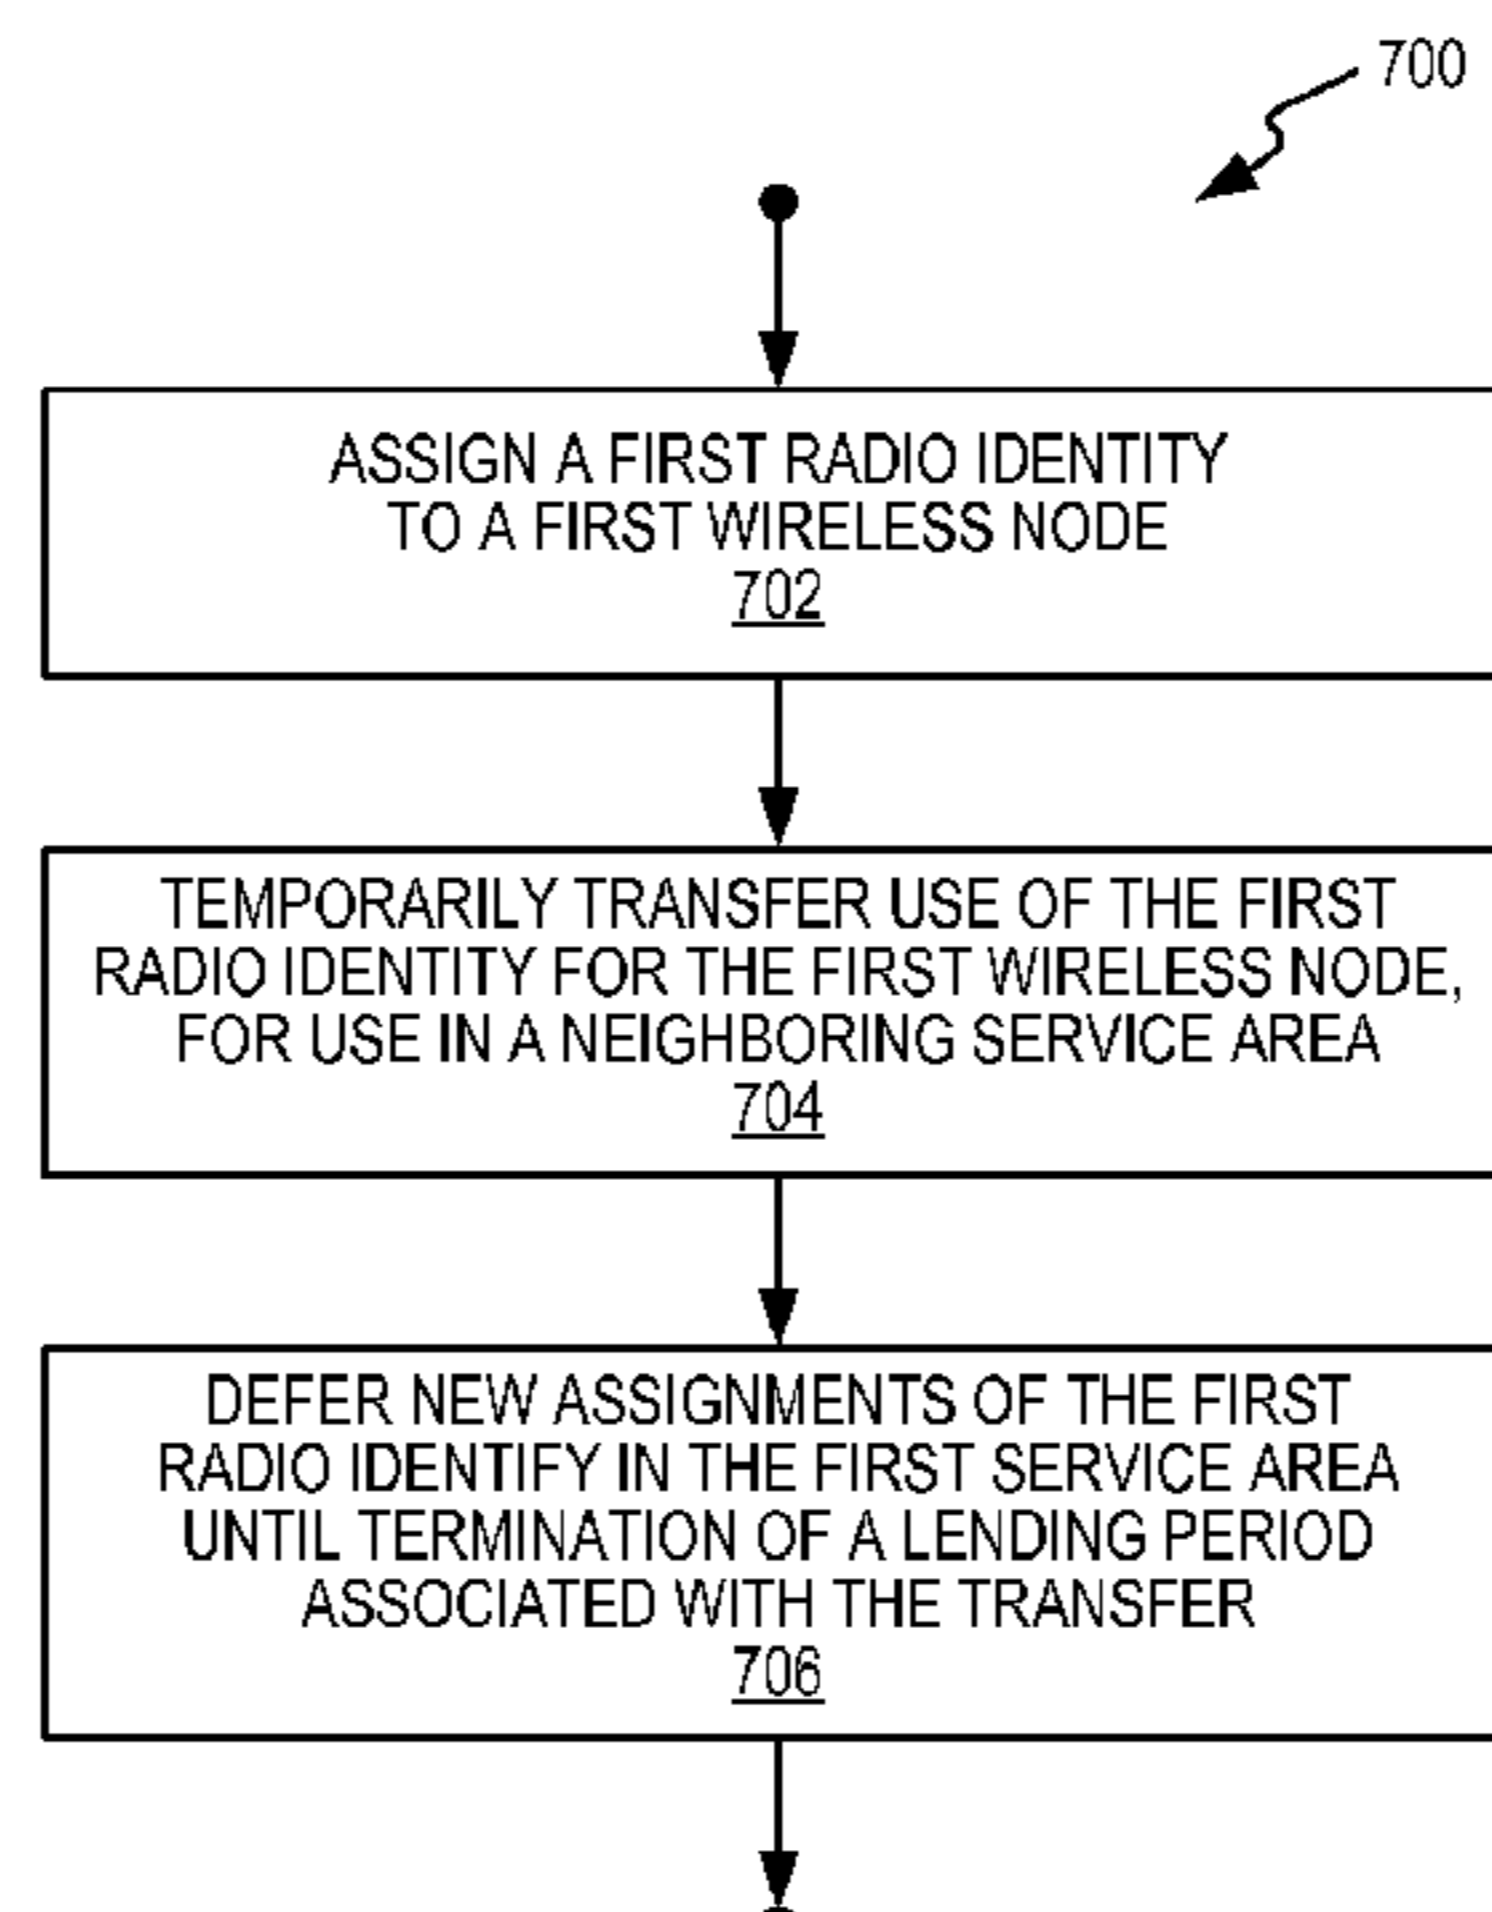 700
ASSIGN A FIRST RADIO IDENTITY
TO A FIRST WIRELESS NODE
702
TEMPORARILY TRANSFER USE OF THE FIRST
RADIO IDENTITY FOR THE FIRST WIRELESS NODE,
FOR USE IN A NEIGHBORING SERVICE AREA
704
DEFER NEW ASSIGNMENTS OF THE FIRST
RADIO IDENTIFY IN THE FIRST SERVICE AREA
UNTIL TERMINATION OF A LENDING PERIOD
ASSOCIATED WITH THE TRANSFER
706